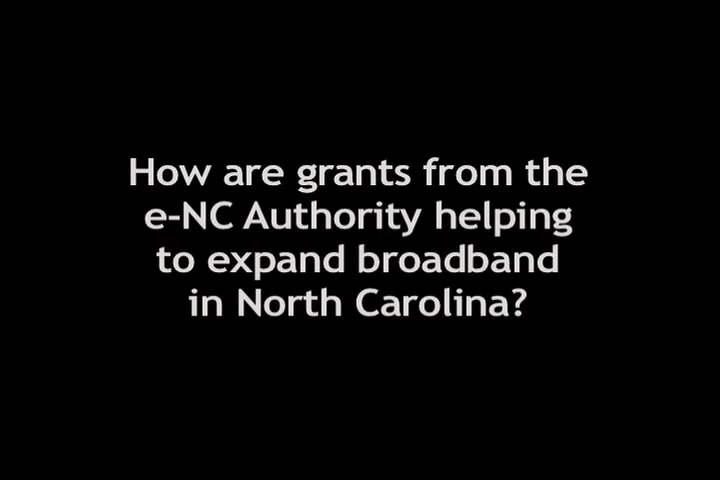 How are grants from the
e-NC Authority helping
to expand broadband
in North Carolina?